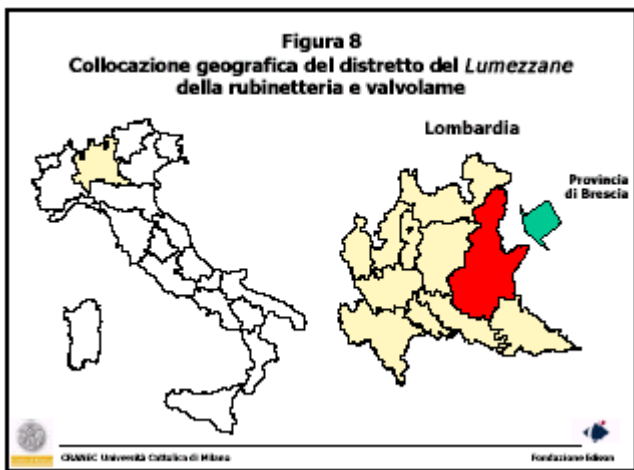 Figura 8
Collocazione geografica del distretto del Lumezzane
della rubinetteria e valvolame
Lombardia
Provincia
di Brescia
CRANEC Università Cattolica di Milano
Fondazione Edison